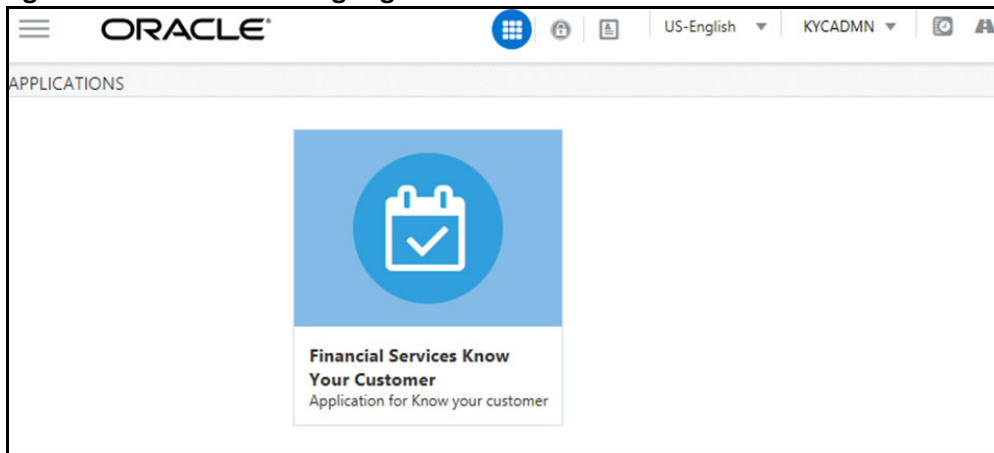 ORACLE
US-English
KYCADMN
APPLICATIONS
Financial Services Know
Your Customer
Application for Know your customer